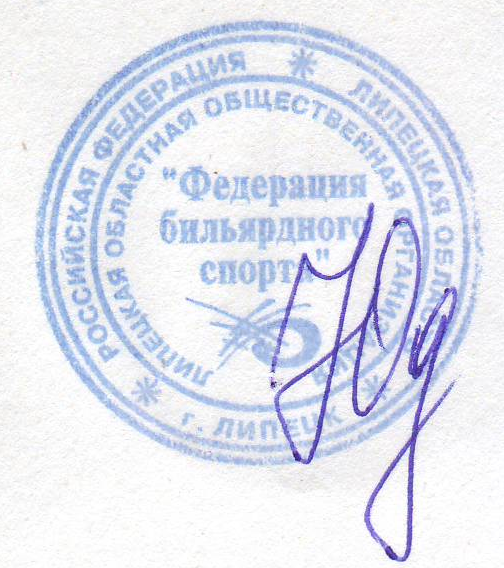 РОССИЙСКАЯ ФЕДЕРАЦИЯ * ЛИПЕЦКАЯ ОБЛАСТЬ *
г. ЛИПЕЦК *
ЛИПЕЦКАЯ ОБЛАСТНАЯ ОБЩЕСТВЕННАЯ ОРГАНИЗАЦИЯ
"Федерация
бильярдного
спорта"